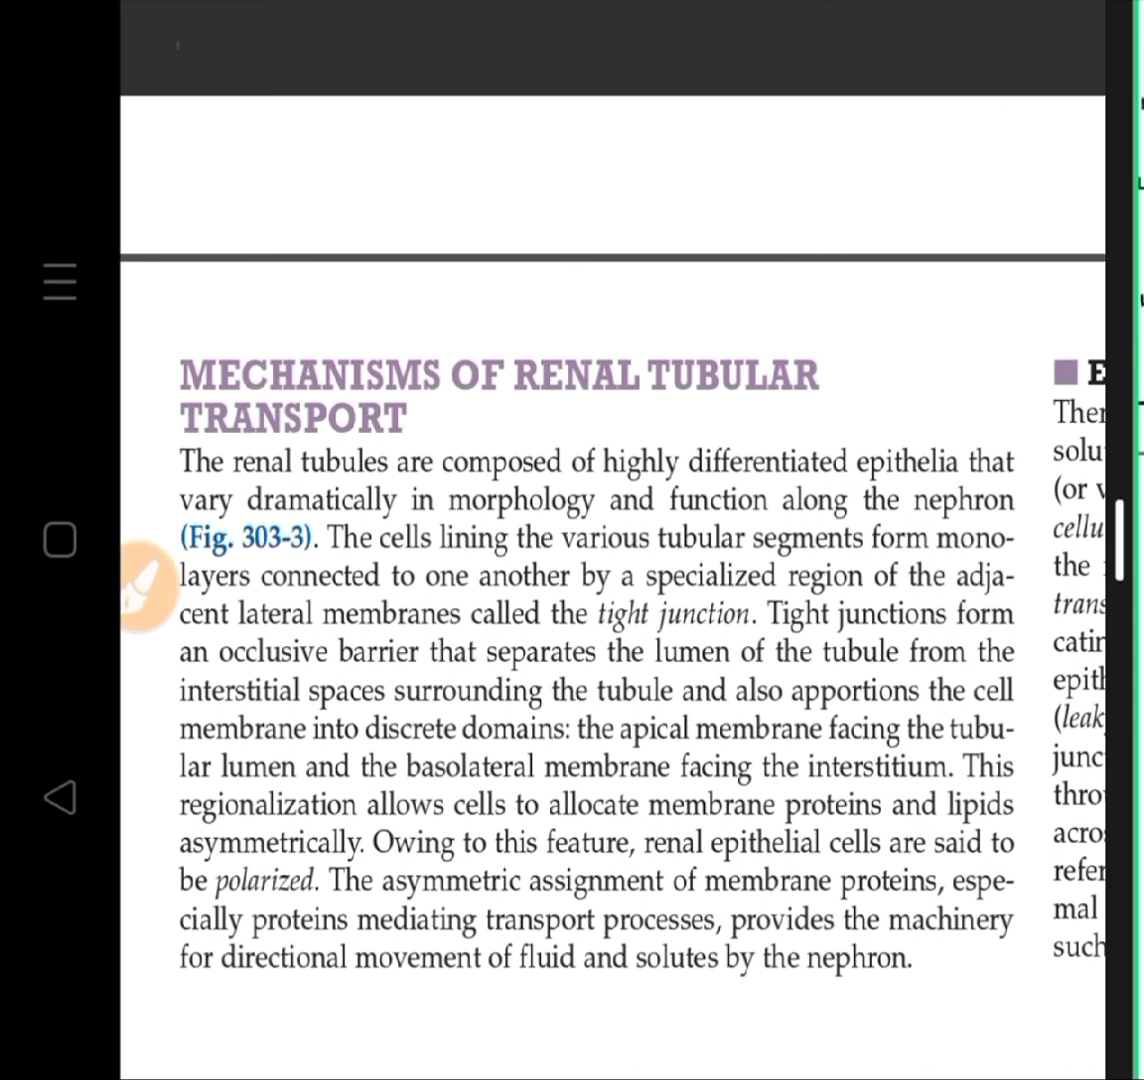 MECHANISMS OF RENAL TUBULAR
TRANSPORT
The renal tubules are composed of highly differentiated epithelia that
vary dramatically in morphology and function along the nephron
(Fig. 303-3). The cells lining the various tubular segments form mono-
layers connected to one another by a specialized region of the adja-
cent lateral membranes called the tight junction. Tight junctions form
an occlusive barrier that separates the lumen of the tubule from the
interstitial spaces surrounding the tubule and also apportions the cell
membrane into discrete domains: the apical membrane facing the tubu-
lar lumen and the basolateral membrane facing the interstitium. This
regionalization allows cells to allocate membrane proteins and lipids
asymmetrically. Owing to this feature, renal epithelial cells are said to
be polarized. The asymmetric assignment of membrane proteins, espe-
cially proteins mediating transport processes, provides the machinery
for directional movement of fluid and solutes by the nephron.
(or
the
mal
such